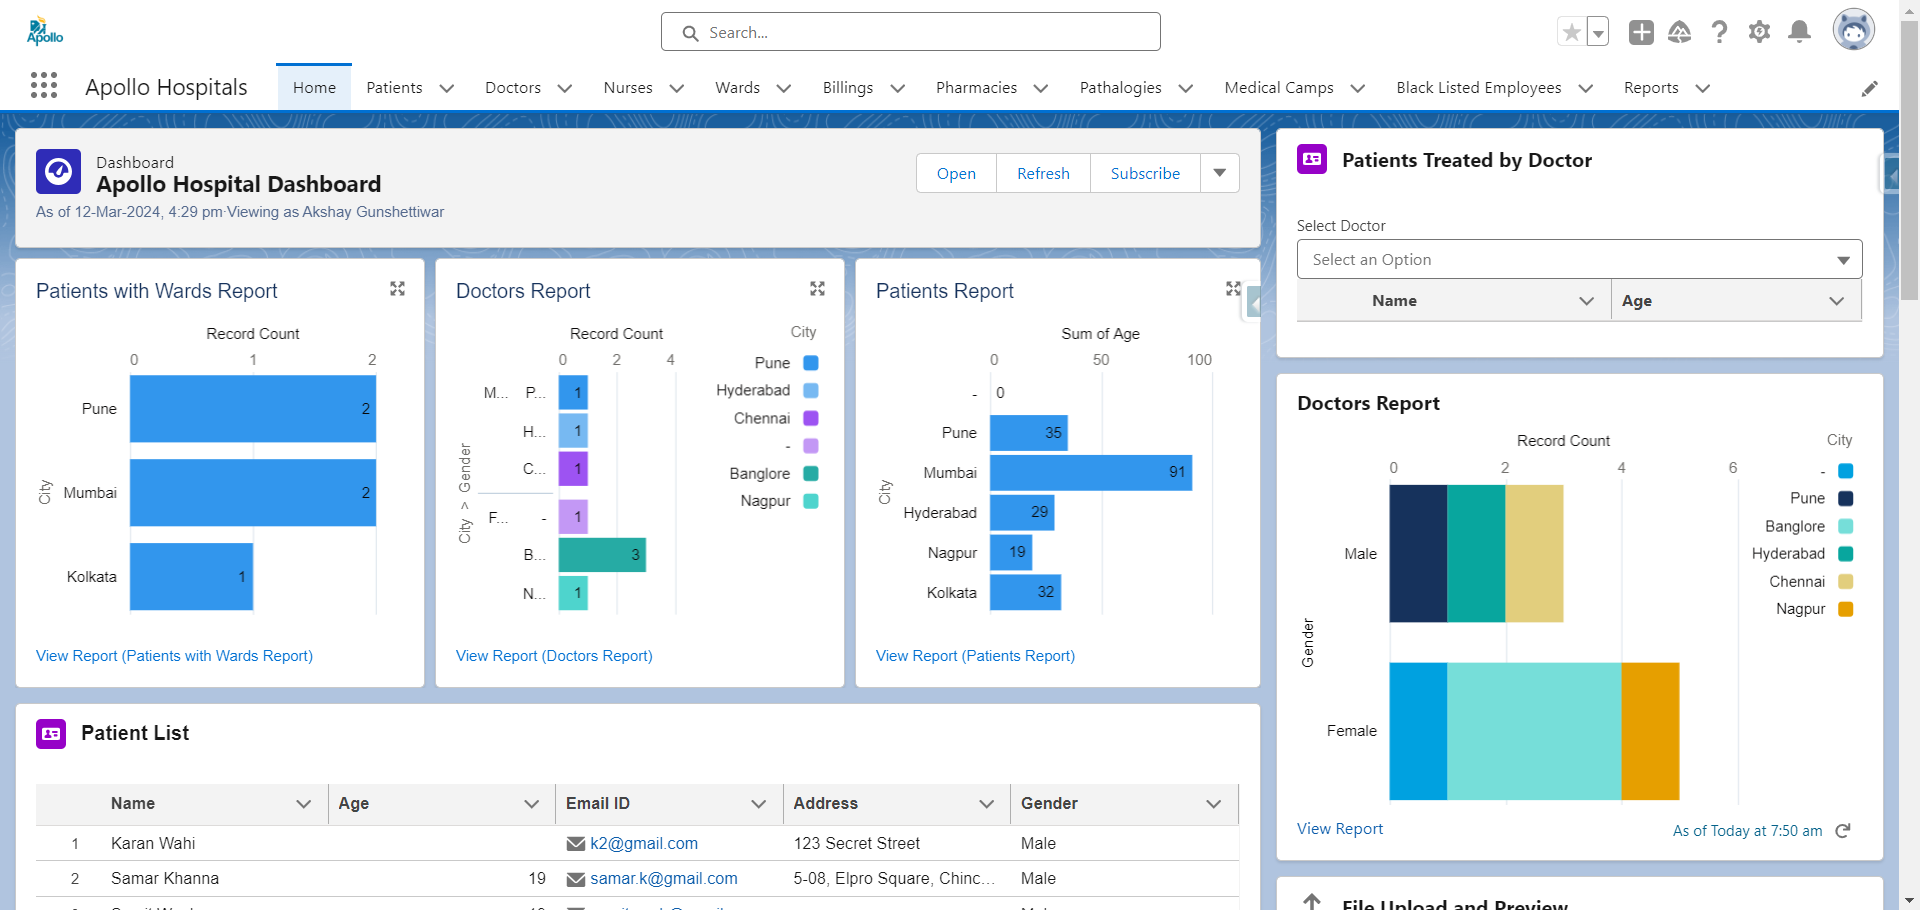 Apollo
Search...
Apollo Hospitals
Home
Patients
Doctors
Nurses
Wards
Billings
Pharmacies
Pathalogies
Medical Camps
Black Listed Employees
Reports
Dashboard
Apollo Hospital Dashboard
As of 12-Mar-2024, 4:29 pm·Viewing as Akshay Gunshettiwar
Open
Refresh
Subscribe
Patients with Wards Report
Record Count
0 1 2
City
Pune 2
Mumbai 2
Kolkata 1
View Report (Patients with Wards Report)
Doctors Report
Record Count
0 2 4
City > Gender
M... P... 1
H... 1
C... 1
F... - 1
B... 3
N... 1
City
Pune
Hyderabad
Chennai
-
Banglore
Nagpur
View Report (Doctors Report)
Patients Report
Sum of Age
0 50 100
City
- 0
Pune 35
Mumbai 91
Hyderabad 29
Nagpur 19
Kolkata 32
View Report (Patients Report)
Patients Treated by Doctor
Select Doctor
Select an Option
Name Age
Doctors Report
Record Count
0 2 4 6
Gender
Male
Female
City
-
Pune
Banglore
Hyderabad
Chennai
Nagpur
View Report
As of Today at 7:50 am
Patient List
Name Age Email ID Address Gender
1 Karan Wahi k2@gmail.com 123 Secret Street Male
2 Samar Khanna 19 samar.k@gmail.com 5-08, Elpro Square, Chinc... Male
File Upload and Preview